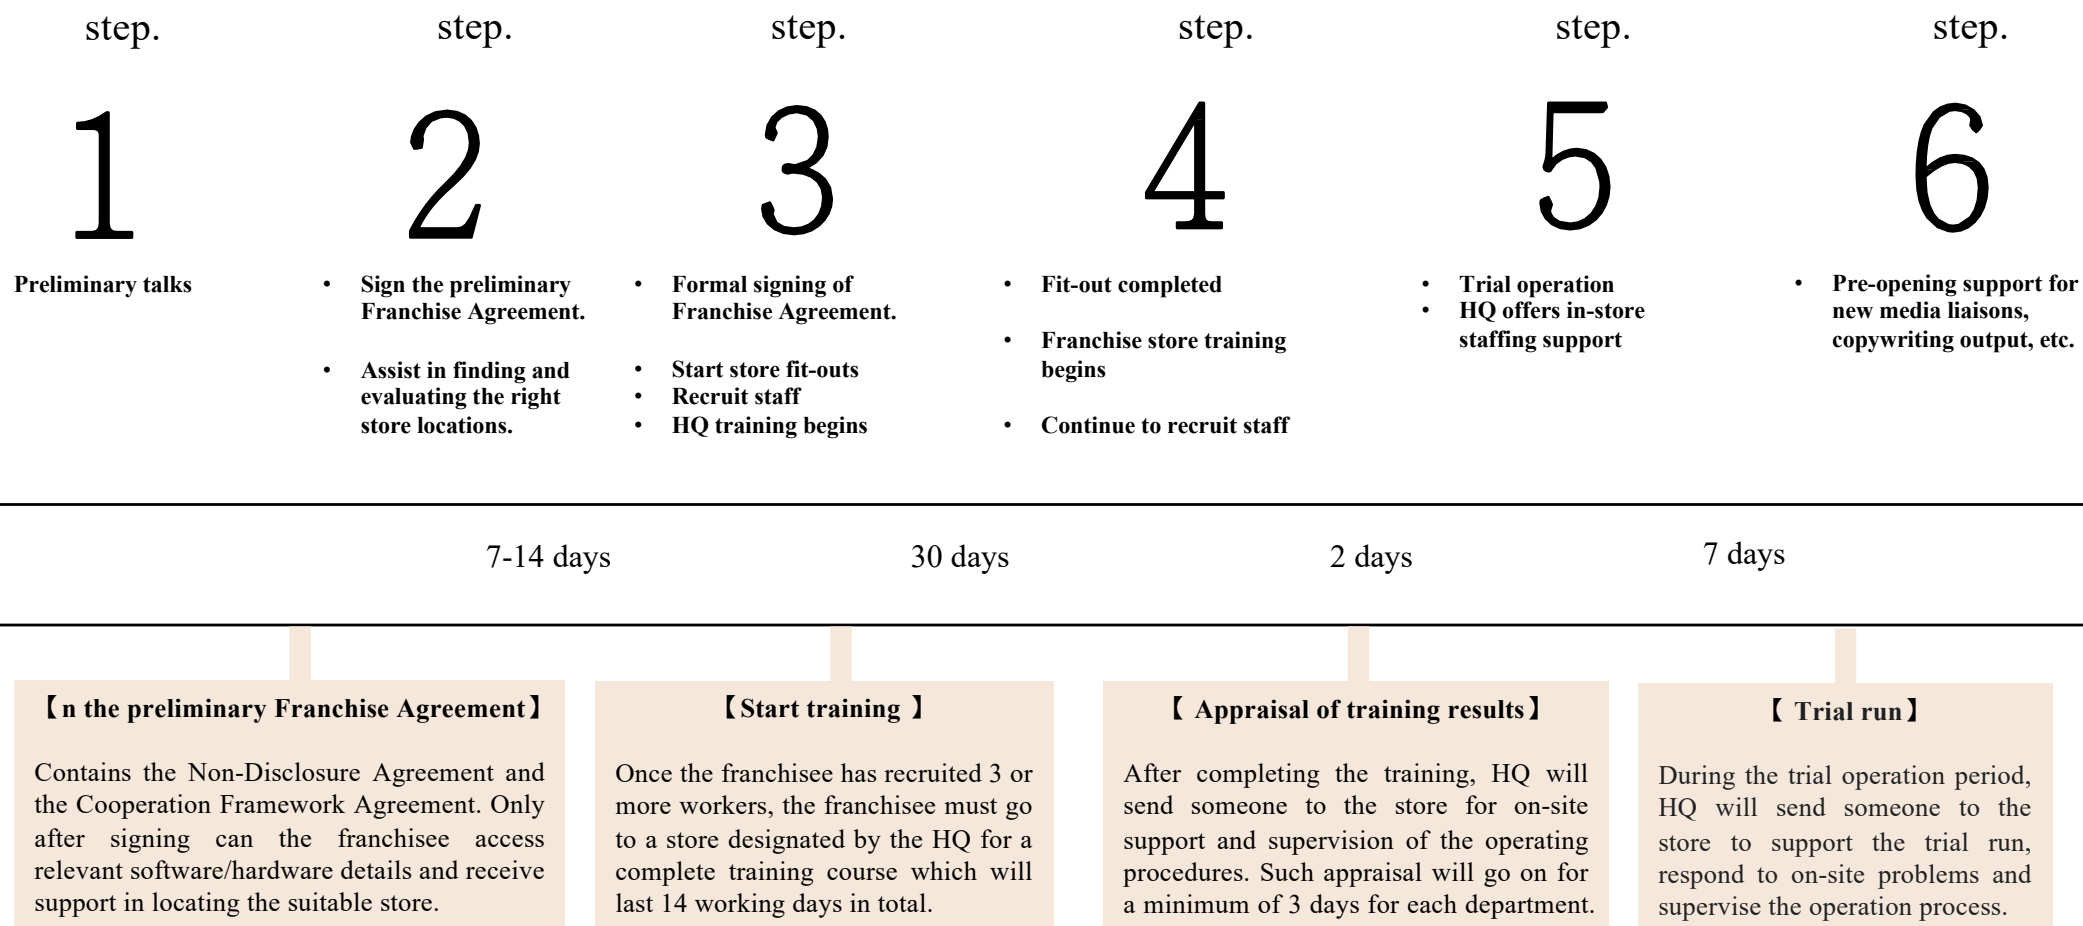 step.
1
Preliminary talks
step.
2
• Sign the preliminary
Franchise Agreement.
• Assist in finding and
evaluating the right
store locations.
step.
3
• Formal signing of
Franchise Agreement.
• Start store fit-outs
• Recruit staff
• HQ training begins
step.
4
• Fit-out completed
• Franchise store training
begins
• Continue to recruit staff
step.
5
• Trial operation
• HQ offers in-store
staffing support
step.
6
• Pre-opening support for
new media liaisons,
copywriting output, etc.
7-14 days
30 days
2 days
7 days
【n the preliminary Franchise Agreement】
Contains the Non-Disclosure Agreement and
the Cooperation Framework Agreement. Only
after signing can the franchisee access
relevant software/hardware details and receive
support in locating the suitable store.
【Start training 】
Once the franchisee has recruited 3 or
more workers, the franchisee must go
to a store designated by the HQ for a
complete training course which will
last 14 working days in total.
【 Appraisal of training results】
After completing the training, HQ will
send someone to the store for on-site
support and supervision of the operating
procedures. Such appraisal will go on for
a minimum of 3 days for each department.
【 Trial run】
During the trial operation period,
HQ will send someone to the
store to support the trial run,
respond to on-site problems and
supervise the operation process.